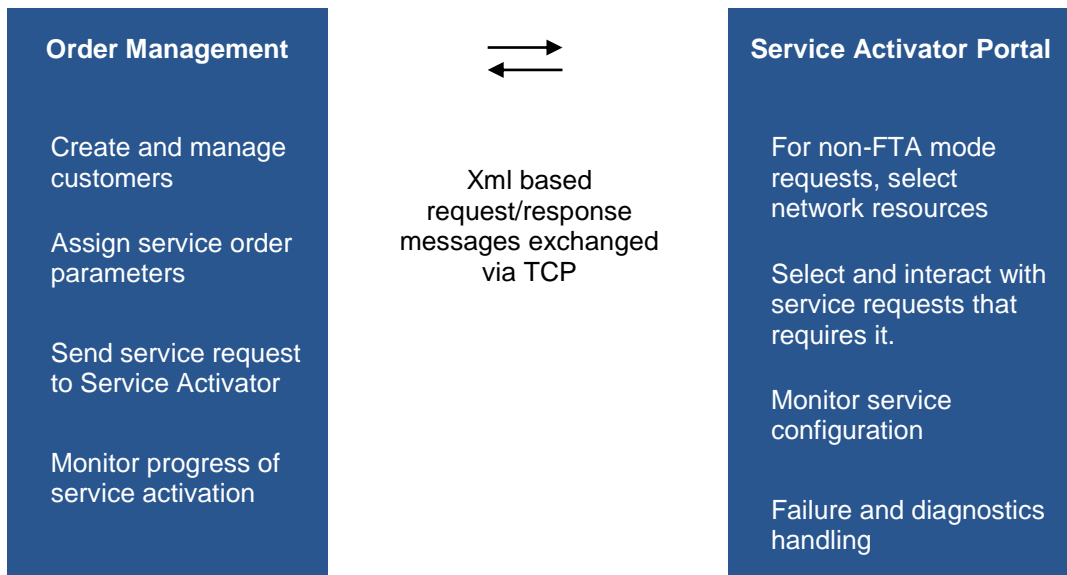 Order Management
Create and manage
customers
Assign service order
parameters
Send service request
to Service Activator
Monitor progress of
service activation
Xml based
request/response
messages exchanged
via TCP
Service Activator Portal
For non-FTA mode
requests, select
network resources
Select and interact with
service requests that
requires it.
Monitor service
configuration
Failure and diagnostics
handling